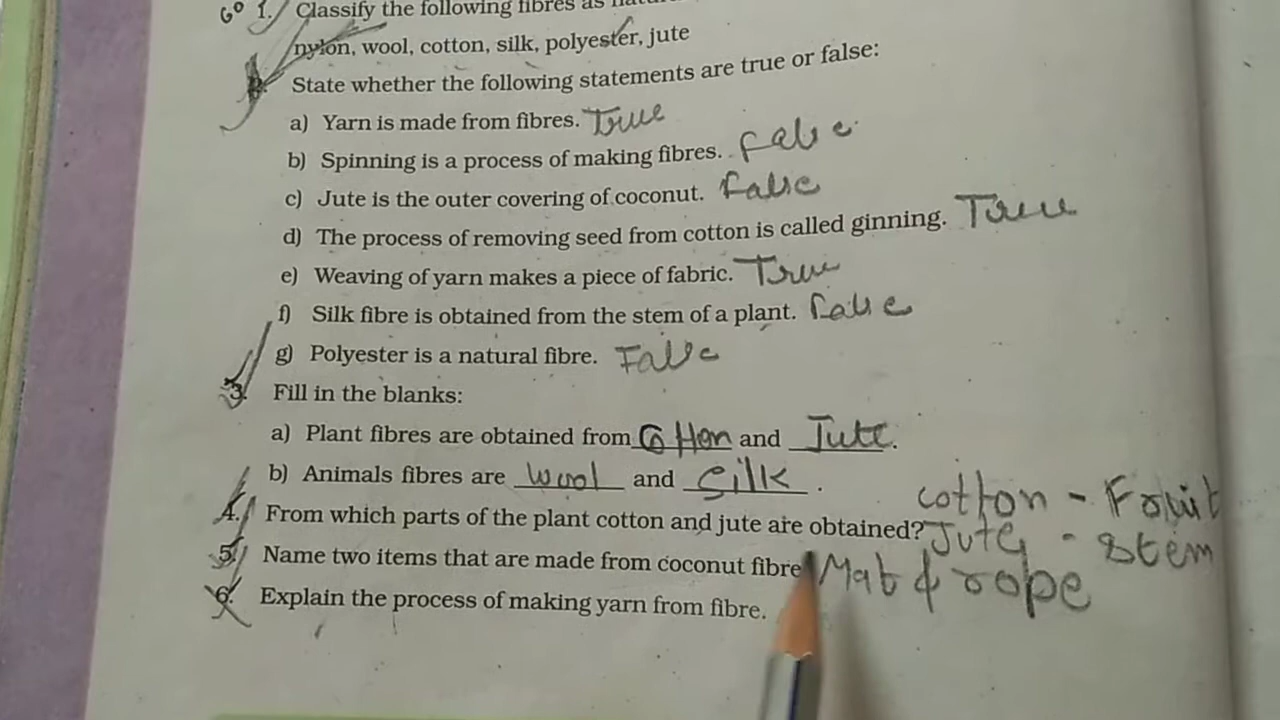 60 1. Classify the following fibres as
nylon, wool, cotton, silk, polyester, jute
2. State whether the following statements are true or false:
a) Yarn is made from fibres. True
b) Spinning is a process of making fibres. False
c) Jute is the outer covering of coconut. False
d) The process of removing seed from cotton is called ginning. True
e) Weaving of yarn makes a piece of fabric. True
f) Silk fibre is obtained from the stem of a plant. False
g) Polyester is a natural fibre. False
3. Fill in the blanks:
a) Plant fibres are obtained from Cotton and Jute.
b) Animals fibres are wool and Silk.
cotton - Fruit
4. From which parts of the plant cotton and jute are obtained? Jute - stem
5. Name two items that are made from coconut fibre Mat & rope
6. Explain the process of making yarn from fibre.